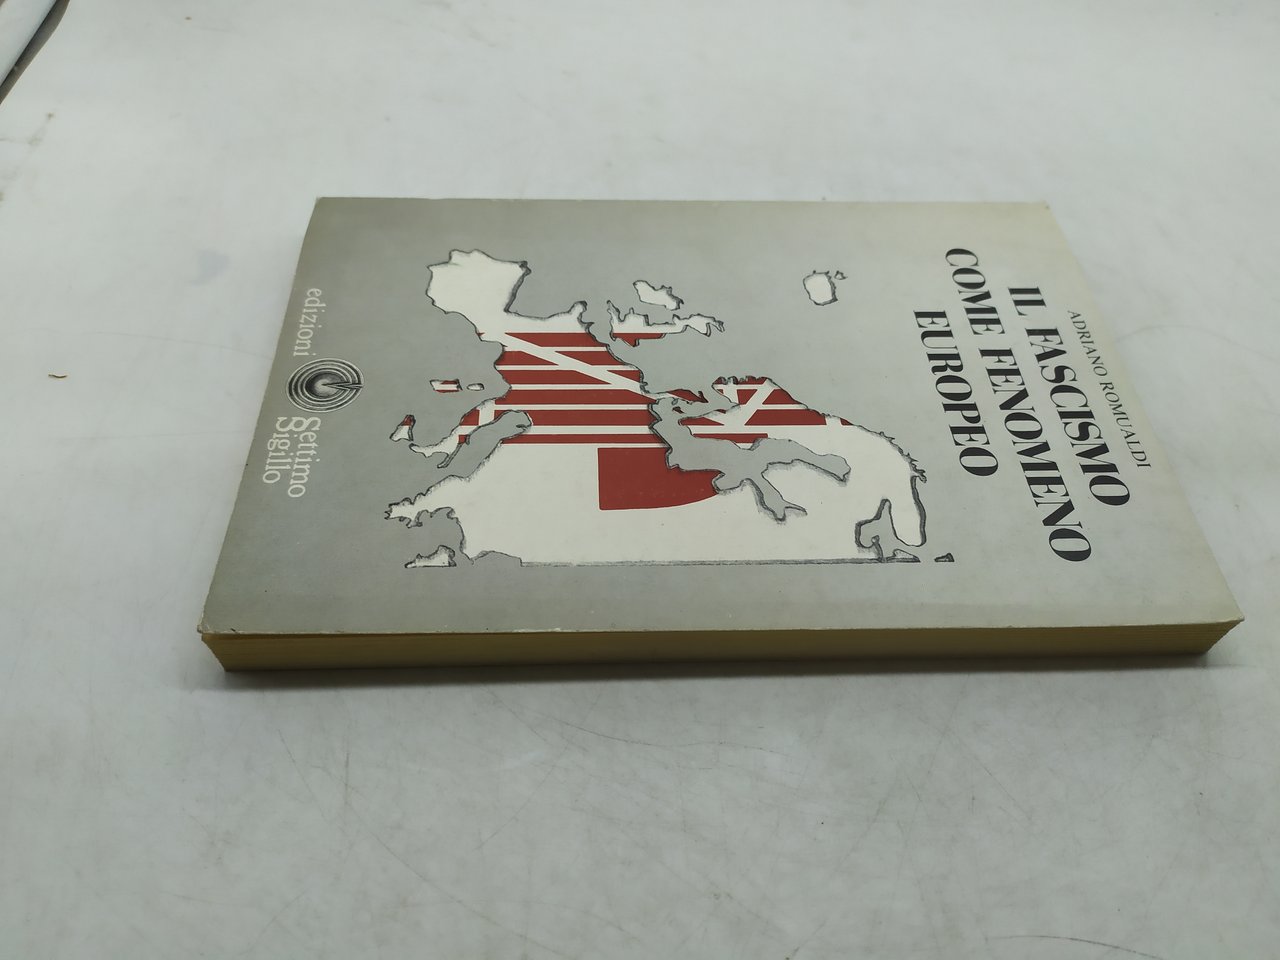 ADRIANO ROMUALDI
IL FASCISMO
COME FENOMENO
EUROPEO
edizioni
Settimo
Sigillo